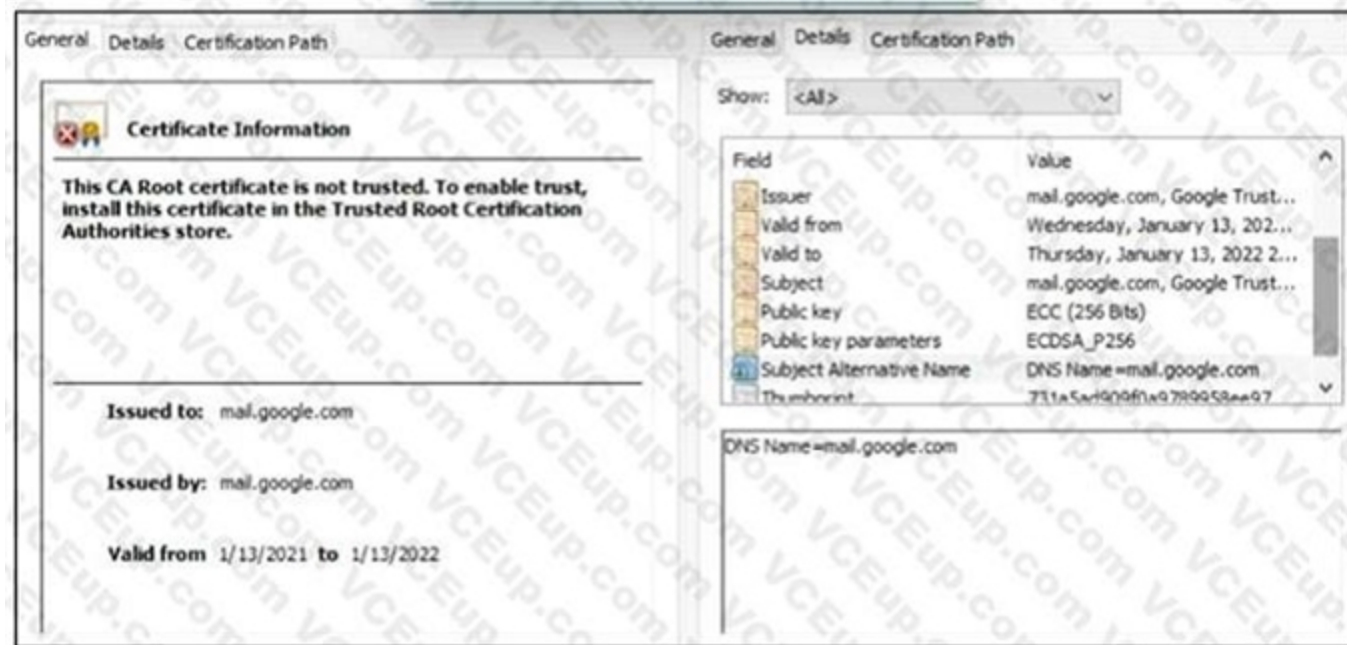 General Details Certification Path
Certificate Information
This CA Root certificate is not trusted. To enable trust,
install this certificate in the Trusted Root Certification
Authorities store.
Issued to: mail.google.com
Issued by: mail.google.com
Valid from 1/13/2021 to 1/13/2022
General Details Certification Path
Show: <All>
Field Value
Issuer mail.google.com, Google Trust...
Valid from Wednesday, January 13, 202...
Valid to Thursday, January 13, 2022 2...
Subject mail.google.com, Google Trust...
Public key ECC (256 Bits)
Public key parameters ECDSA_P256
Subject Alternative Name DNS Name=mail.google.com
Thumbprint 731a5ad909f0a9789958ee97
DNS Name=mail.google.com
VCEup.com